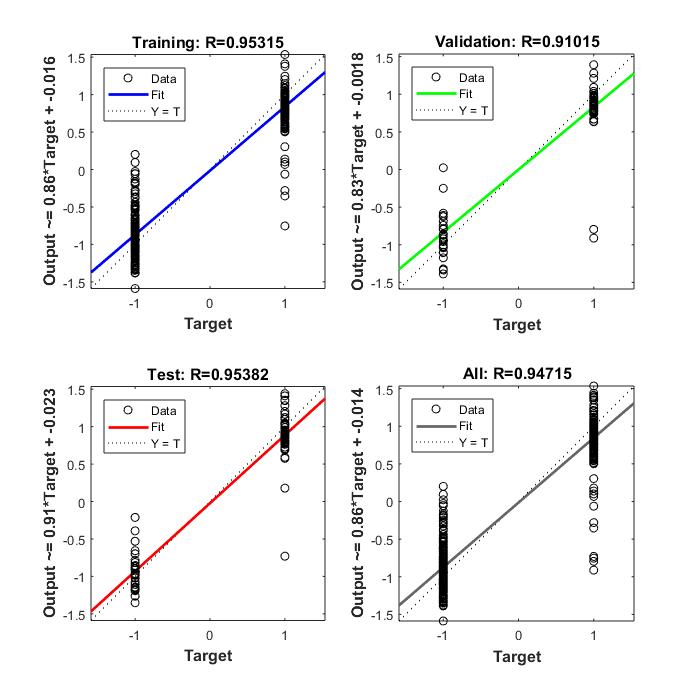 Training: R=0.95315
Output ~= 0.86*Target + -0.016
1.5
1
0.5
0
-0.5
-1
-1.5
Data
Fit
Y = T
-1 0 1
Target
Validation: R=0.91015
Output ~= 0.83*Target + -0.0018
1.5
1
0.5
0
-0.5
-1
-1.5
Data
Fit
Y = T
-1 0 1
Target
Test: R=0.95382
Output ~= 0.91*Target + -0.023
1.5
1
0.5
0
-0.5
-1
-1.5
Data
Fit
Y = T
-1 0 1
Target
All: R=0.94715
Output ~= 0.86*Target + -0.014
1.5
1
0.5
0
-0.5
-1
-1.5
Data
Fit
Y = T
-1 0 1
Target